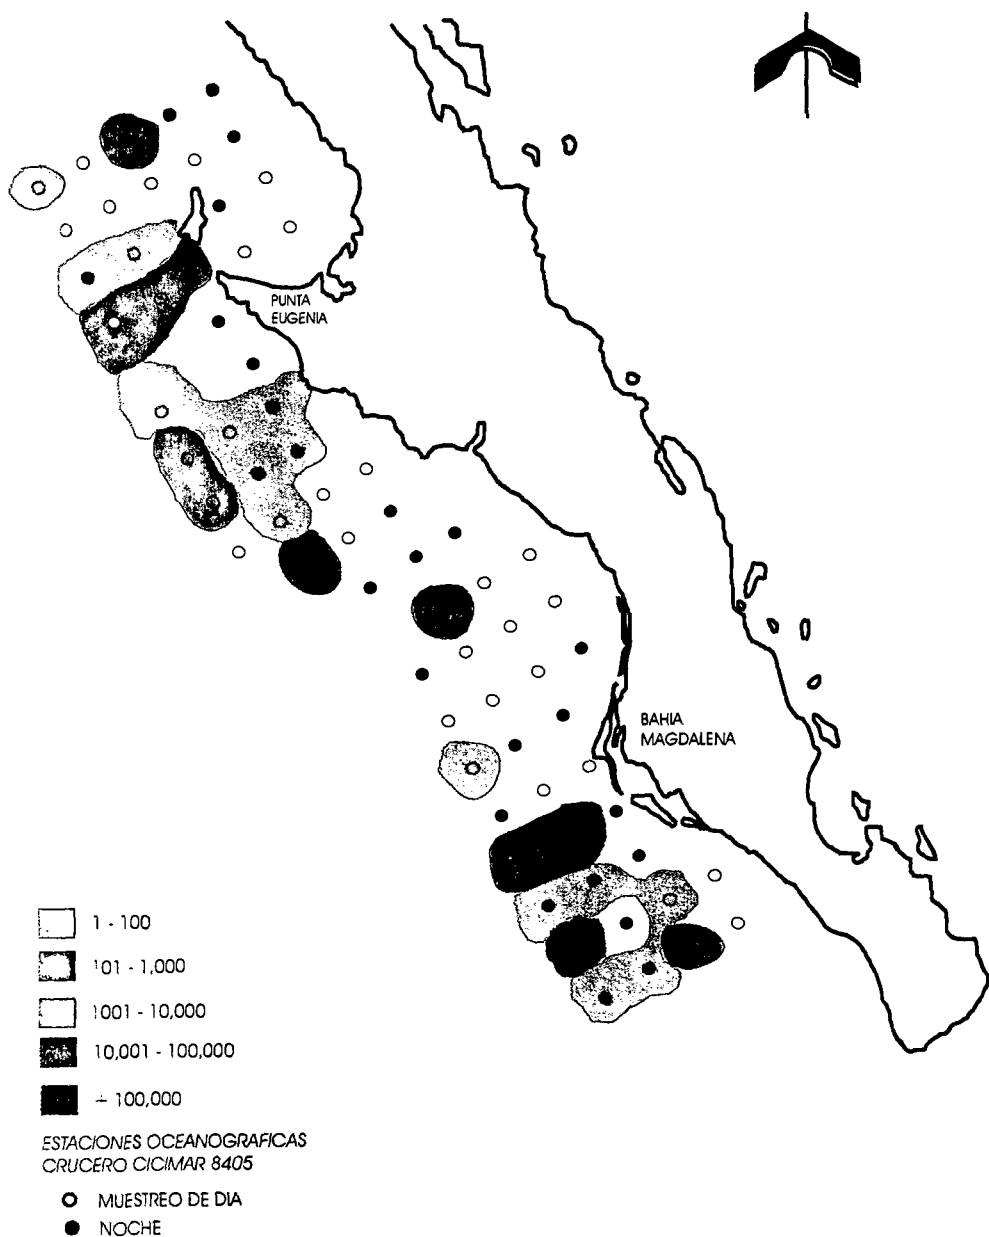 PUNTA
EUGENIA
BAHIA
MAGDALENA
1 - 100
101 - 1,000
1001 - 10,000
10,001 - 100,000
+ 100,000
ESTACIONES OCEANOGRAFICAS
CRUCERO CICIMAR 8405
MUESTREO DE DIA
NOCHE